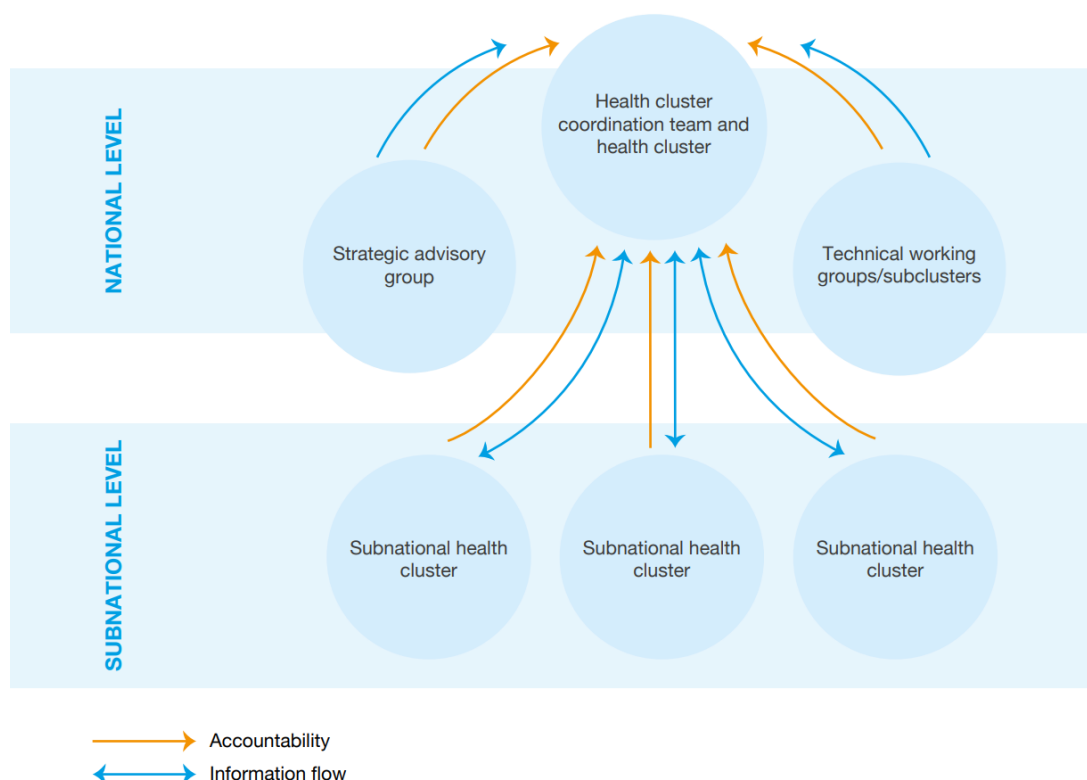 Health cluster
coordination team and
health cluster
NATIONAL LEVEL
Strategic advisory
group
Technical working
groups/subclusters
SUBNATIONAL LEVEL
Subnational health
cluster
Subnational health
cluster
Subnational health
cluster
Accountability
Information flow